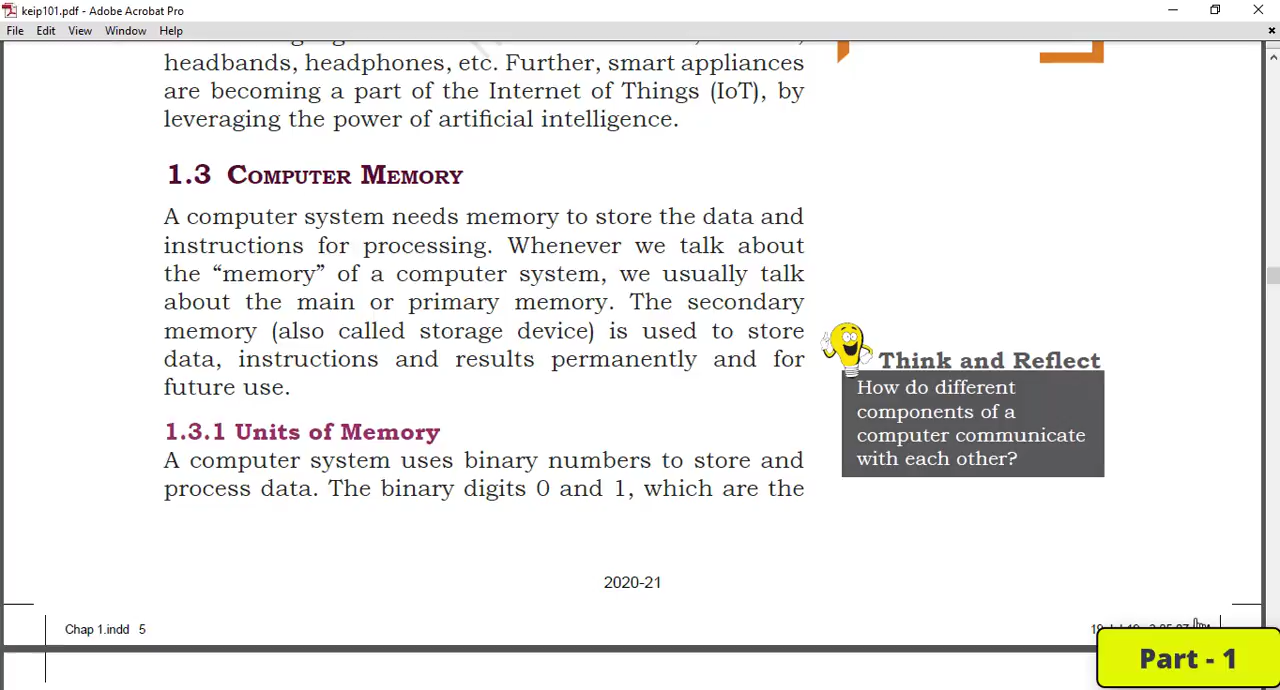 keip101.pdf - Adobe Acrobat Pro
File Edit View Window Help
headbands, headphones, etc. Further, smart appliances
are becoming a part of the Internet of Things (IoT), by
leveraging the power of artificial intelligence.
1.3 Computer Memory
A computer system needs memory to store the data and
instructions for processing. Whenever we talk about
the “memory” of a computer system, we usually talk
about the main or primary memory. The secondary
memory (also called storage device) is used to store
data, instructions and results permanently and for
future use.
1.3.1 Units of Memory
A computer system uses binary numbers to store and
process data. The binary digits 0 and 1, which are the
Think and Reflect
How do different
components of a
computer communicate
with each other?
2020-21
Chap 1.indd 5
Part - 1